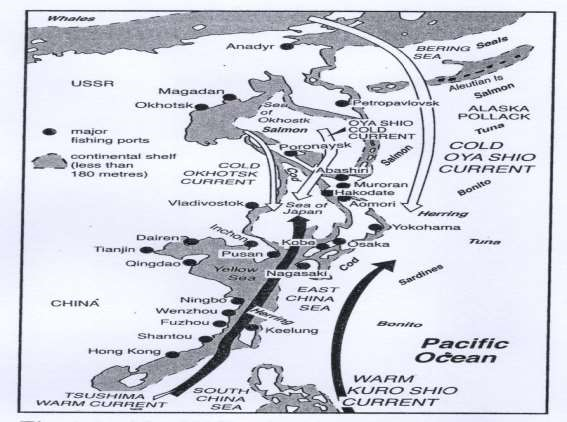 Whales
Anadyr
BERING
SEA
Seals
USSR
Aleutian Is
Salmon
Magadan
Okhotsk
Sea
of
Okhostk
Salmon
Petropavlovsk
ALASKA
POLLACK
Tuna
OYA SHIO
COLD
CURRENT
major
fishing ports
continental shelf
(less than
180 metres)
Poronaysk
Cod
Salmon
COLD
OYA SHIO
CURRENT
COLD
OKHOTSK
CURRENT
Abashiri
Muroran
Hakodate
Aomori
Bonito
Vladivostok
Sea of
Japan
Herring
Yokohama
Dairen
Inchon
Tianjin
Pusan
Kobe
Osaka
Tuna
Qingdao
Yellow
Sea
Nagasaki
Cod
Sardines
CHINA
Ningbo
EAST
CHINA
SEA
Wenzhou
Herring
Fuzhou
Keelung
Bonito
Shantou
Hong Kong
Pacific
Ocean
TSUSHIMA
WARM CURRENT
SOUTH
CHINA
SEA
WARM
KURO SHIO
CURRENT